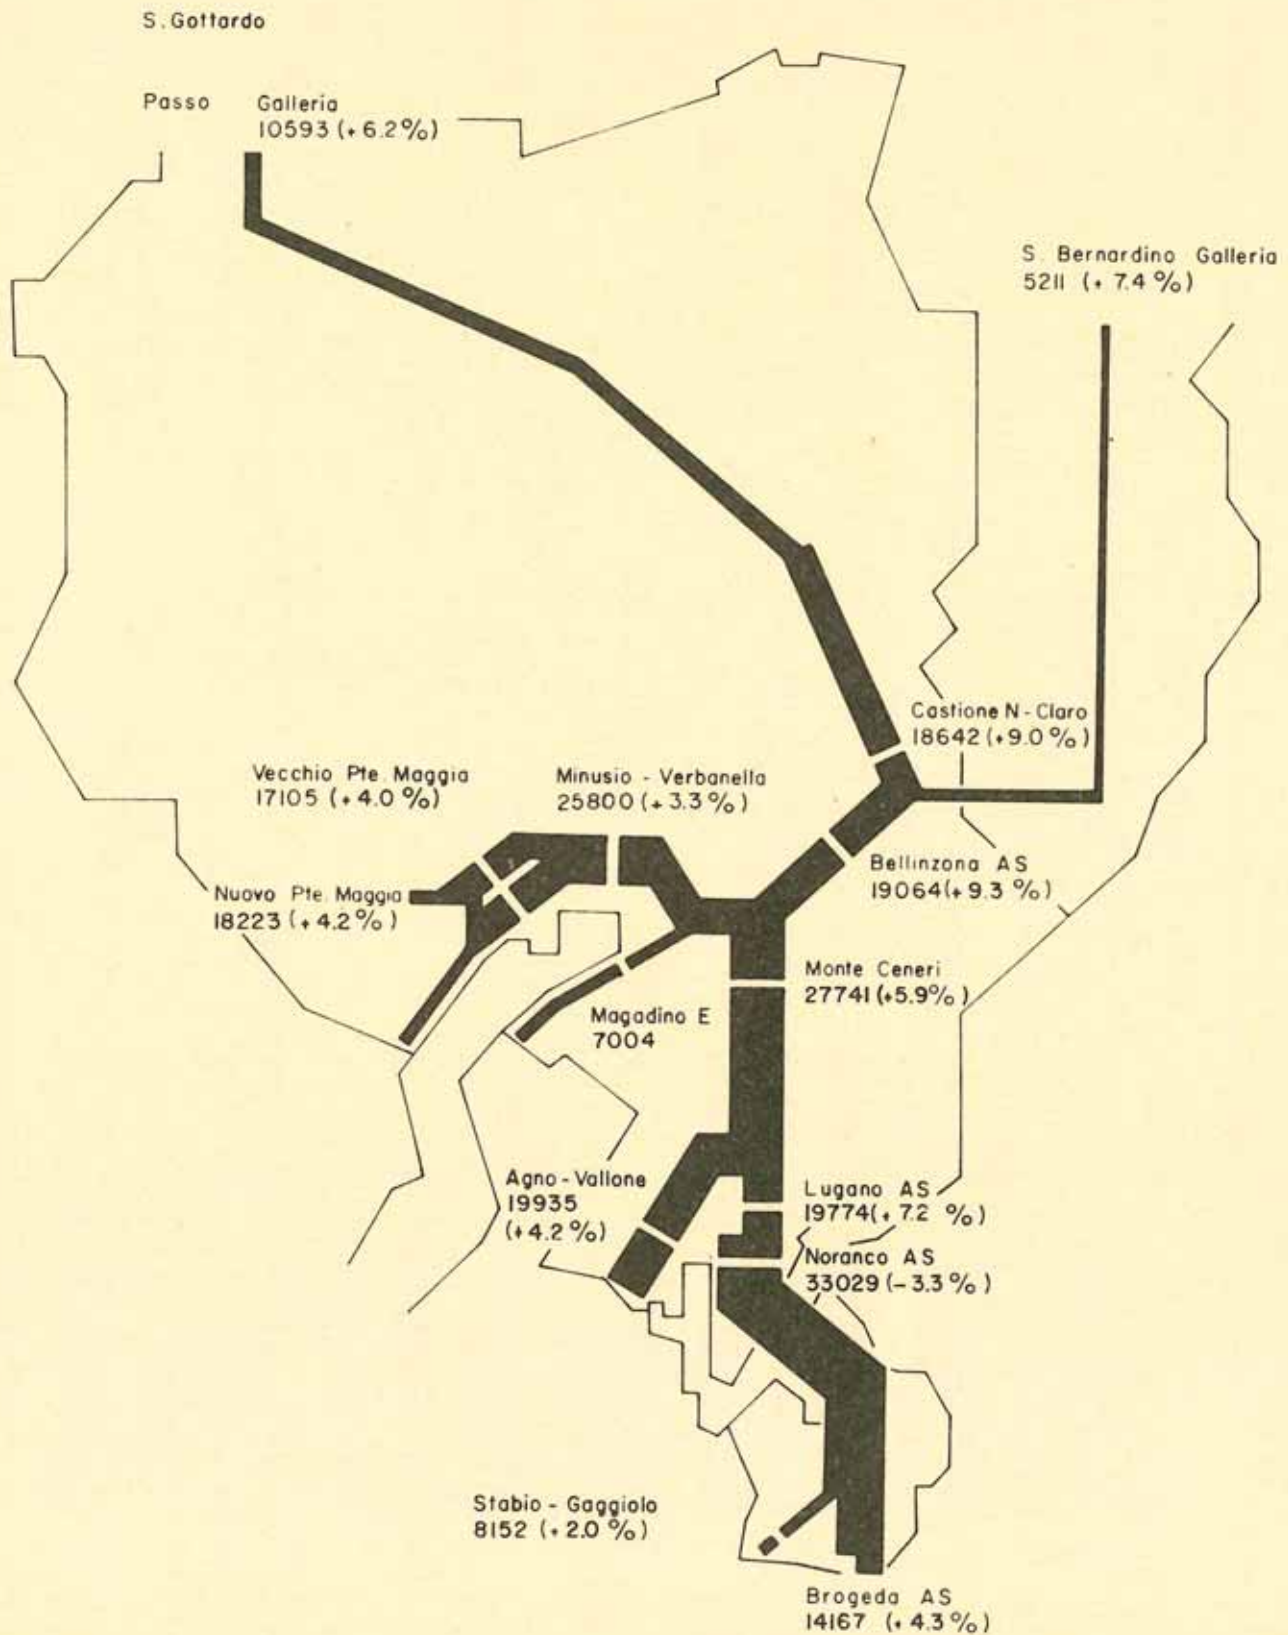 S. Gottardo
Passo Galleria
10593 (+ 6.2 %)
S. Bernardino Galleria
5211 (+ 7.4 %)
Castione N - Claro
18642 (+ 9.0 %)
Vecchio Pte. Maggia
17105 (+ 4.0 %)
Minusio - Verbanella
25800 (+ 3.3 %)
Bellinzona AS
19064 (+ 9.3 %)
Nuovo Pte. Maggia
18223 (+ 4.2 %)
Monte Ceneri
27741 (+5.9%)
Magadino E
7004
Agno - Vallone
19935
(+ 4.2 %)
Lugano AS
19774 (+ 7.2 %)
Noranco AS
33029 (- 3.3 %)
Stabio - Gaggiolo
8152 (+ 2.0 %)
Brogeda AS
14167 (+ 4.3 %)